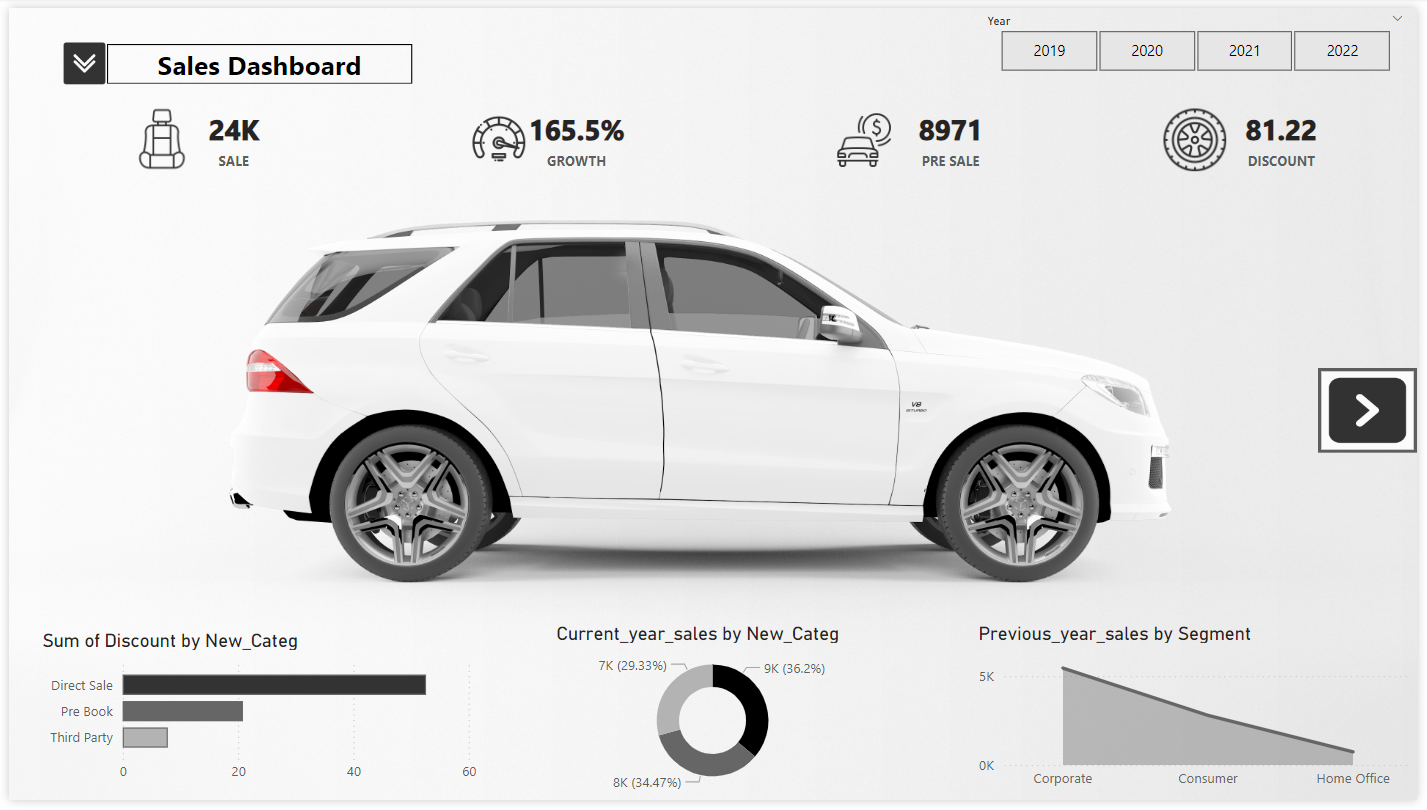 Year
2019
2020
2021
2022
Sales Dashboard
24K
SALE
165.5%
GROWTH
8971
PRE SALE
81.22
DISCOUNT
V8
BITURBO
Sum of Discount by New_Categ
Direct Sale
Pre Book
Third Party
0
20
40
60
Current_year_sales by New_Categ
7K (29.33%)
9K (36.2%)
8K (34.47%)
Previous_year_sales by Segment
5K
0K
Corporate
Consumer
Home Office